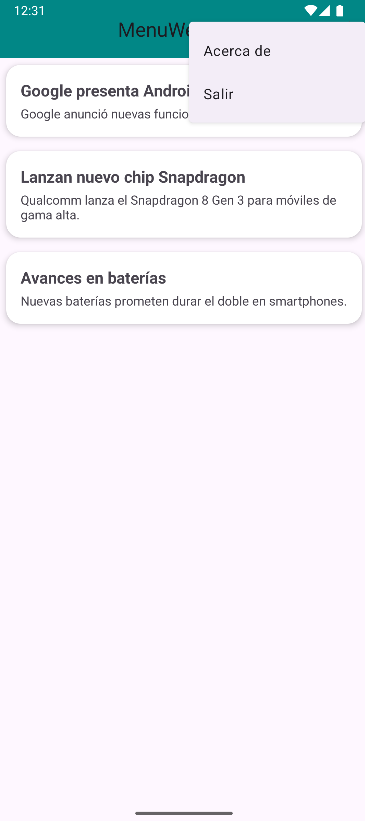 12:31
MenuWe
Acerca de
Salir
Google presenta Androi
Google anunció nuevas funcio
Lanzan nuevo chip Snapdragon
Qualcomm lanza el Snapdragon 8 Gen 3 para móviles de
gama alta.
Avances en baterías
Nuevas baterías prometen durar el doble en smartphones.